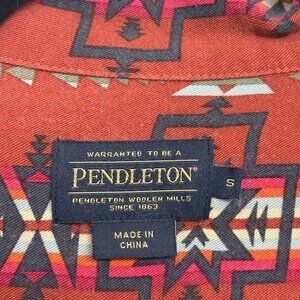 WARRANTED TO BE A
PENDLETON®
PENDLETON WOOLEN MILLS
SINCE 1863
S
MADE IN
CHINA